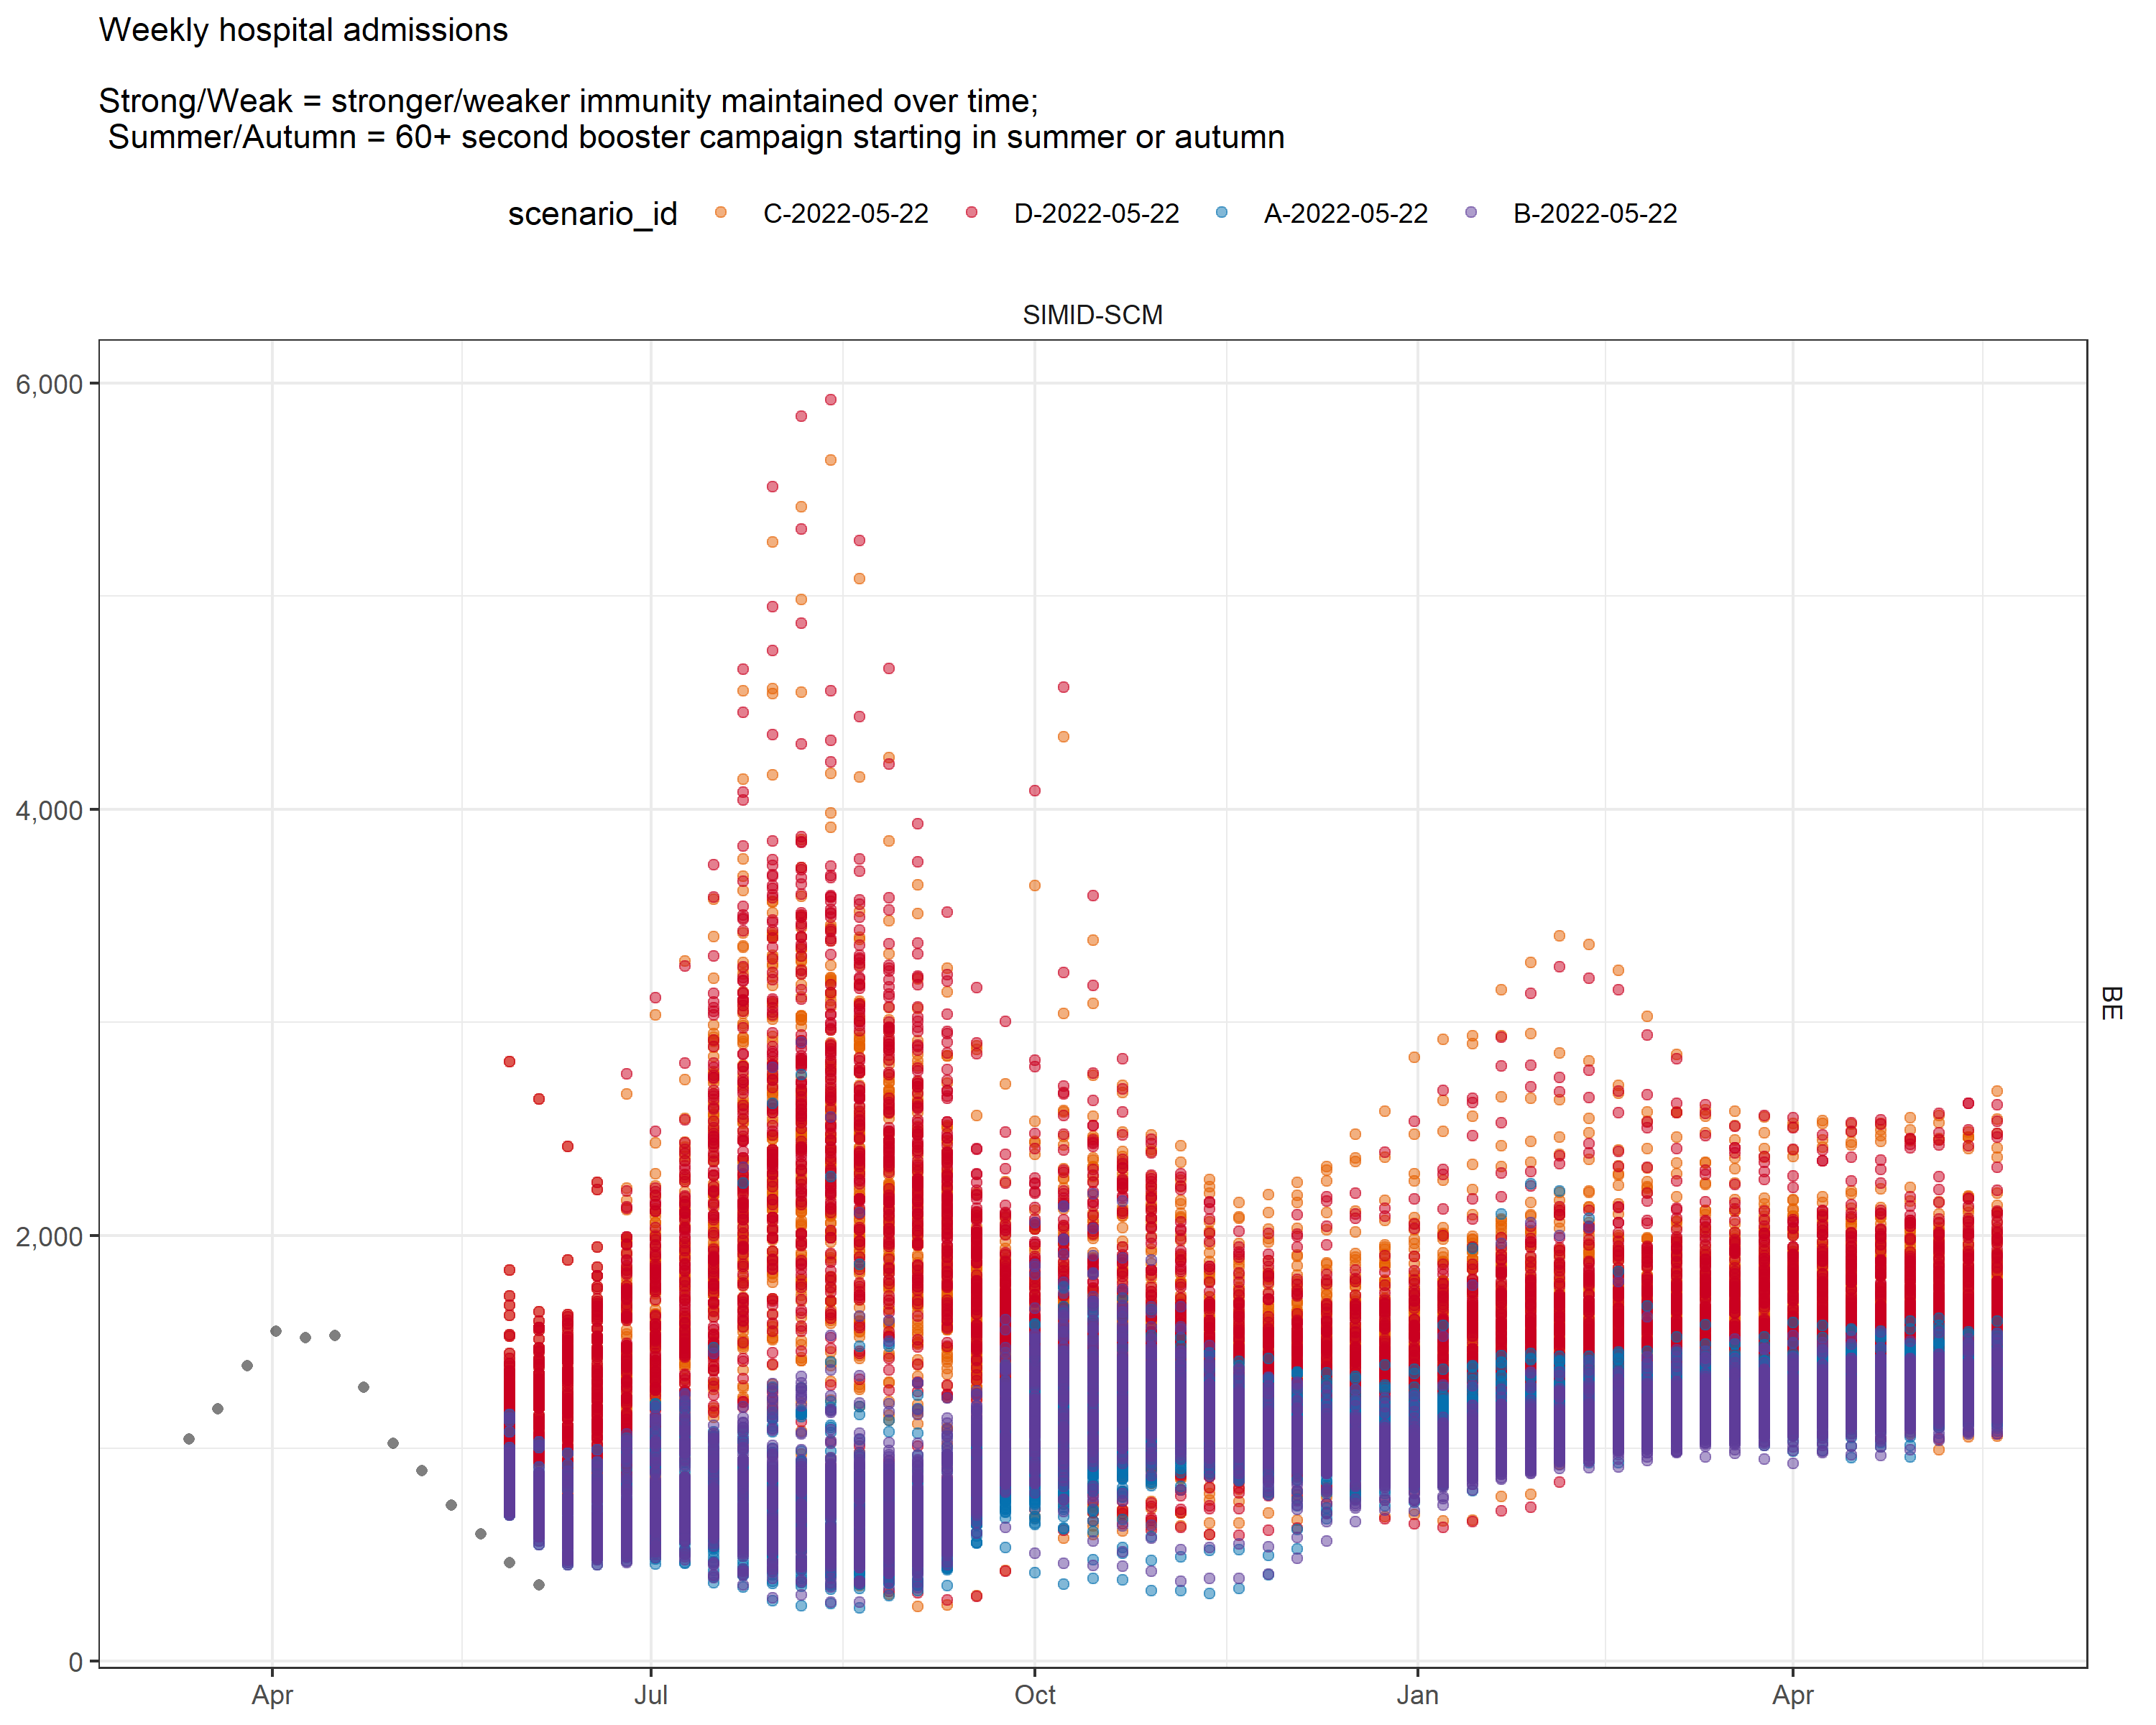 Weekly hospital admissions
Strong/Weak = stronger/weaker immunity maintained over time;
Summer/Autumn = 60+ second booster campaign starting in summer or autumn
scenario_id C-2022-05-22 D-2022-05-22 A-2022-05-22 B-2022-05-22
SIMID-SCM
6,000
4,000
2,000
0
BE
Apr Jul Oct Jan Apr